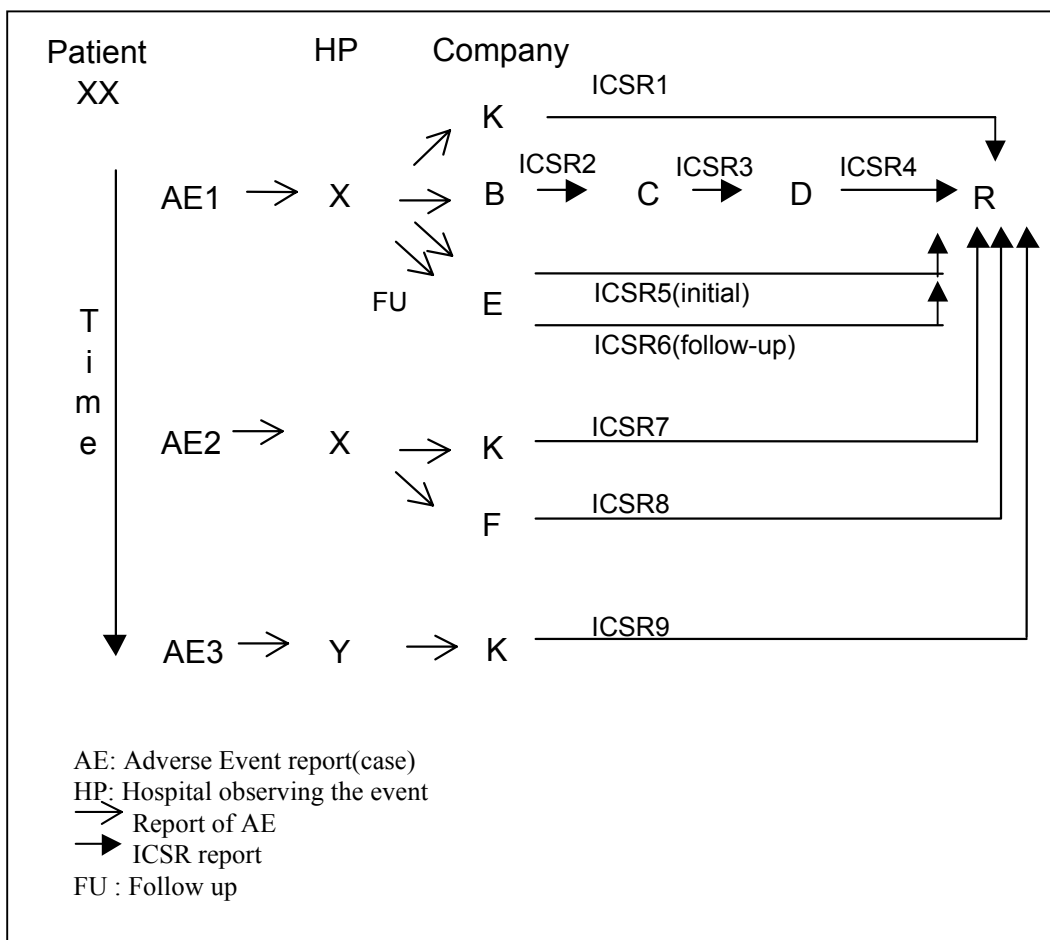 Patient HP Company
XX
ICSR1
K
ICSR2 ICSR3 ICSR4
AE1 X B C D R
FU E ICSR5(initial)
ICSR6(follow-up)
T
i
m
e
ICSR7
AE2 X K
ICSR8
F
ICSR9
AE3 Y K
AE: Adverse Event report(case)
HP: Hospital observing the event
Report of AE
ICSR report
FU : Follow up